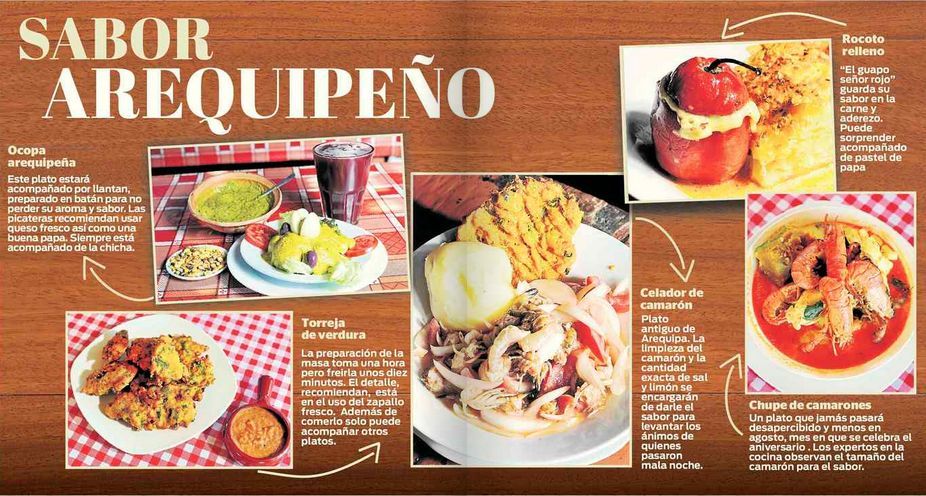 SABOR
AREQUIPEÑO
Ocopa
arequipeña
Este plato estará
acompañado por llantan,
preparado en batán para no
perder su aroma y sabor. Las
picateras recomiendan usar
queso fresco así como una
buena papa. Siempre está
acompañado de la chicha.
Torreja
de verdura
La preparación de la
masa toma una hora
pero freirla unos diez
minutos. El detalle,
recomiendan, está
en el uso del zapallo
fresco. Además de
comerlo solo puede
acompañar otros
platos.
Rocoto
relleno
“El guapo
señor rojo”
guarda su
sabor en la
carne y
aderezo.
Puede
sorprender
acompañado
de pastel de
papa
Celador de
camarón
Plato
antiguo de
Arequipa. La
limpieza del
camarón y la
cantidad
exacta de sal
y limón se
encargarán
de darle el
sabor para
levantar los
ánimos de
quienes
pasaron
mala noche.
Chupe de camarones
Un plato que jamás pasará
desapercibido y menos en
agosto, mes en que se celebra el
aniversario . Los expertos en la
cocina observan el tamaño del
camarón para el sabor.